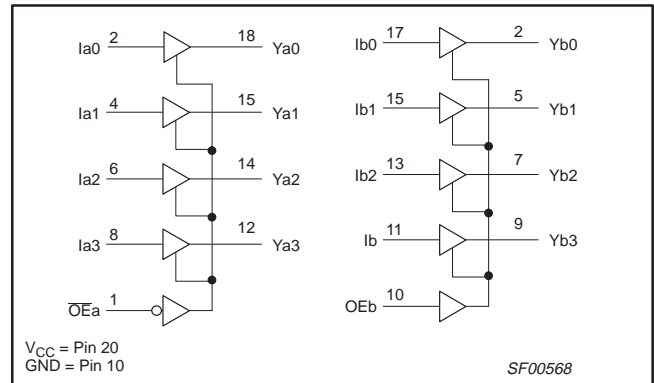 Ia0 2 18 Ya0
Ia1 4 15 Ya1
Ia2 6 14 Ya2
Ia3 8 12 Ya3
O̅E̅a 1
Ib0 17 2 Yb0
Ib1 15 5 Yb1
Ib2 13 7 Yb2
Ib 11 9 Yb3
OEb 10
VCC = Pin 20
GND = Pin 10
SF00568